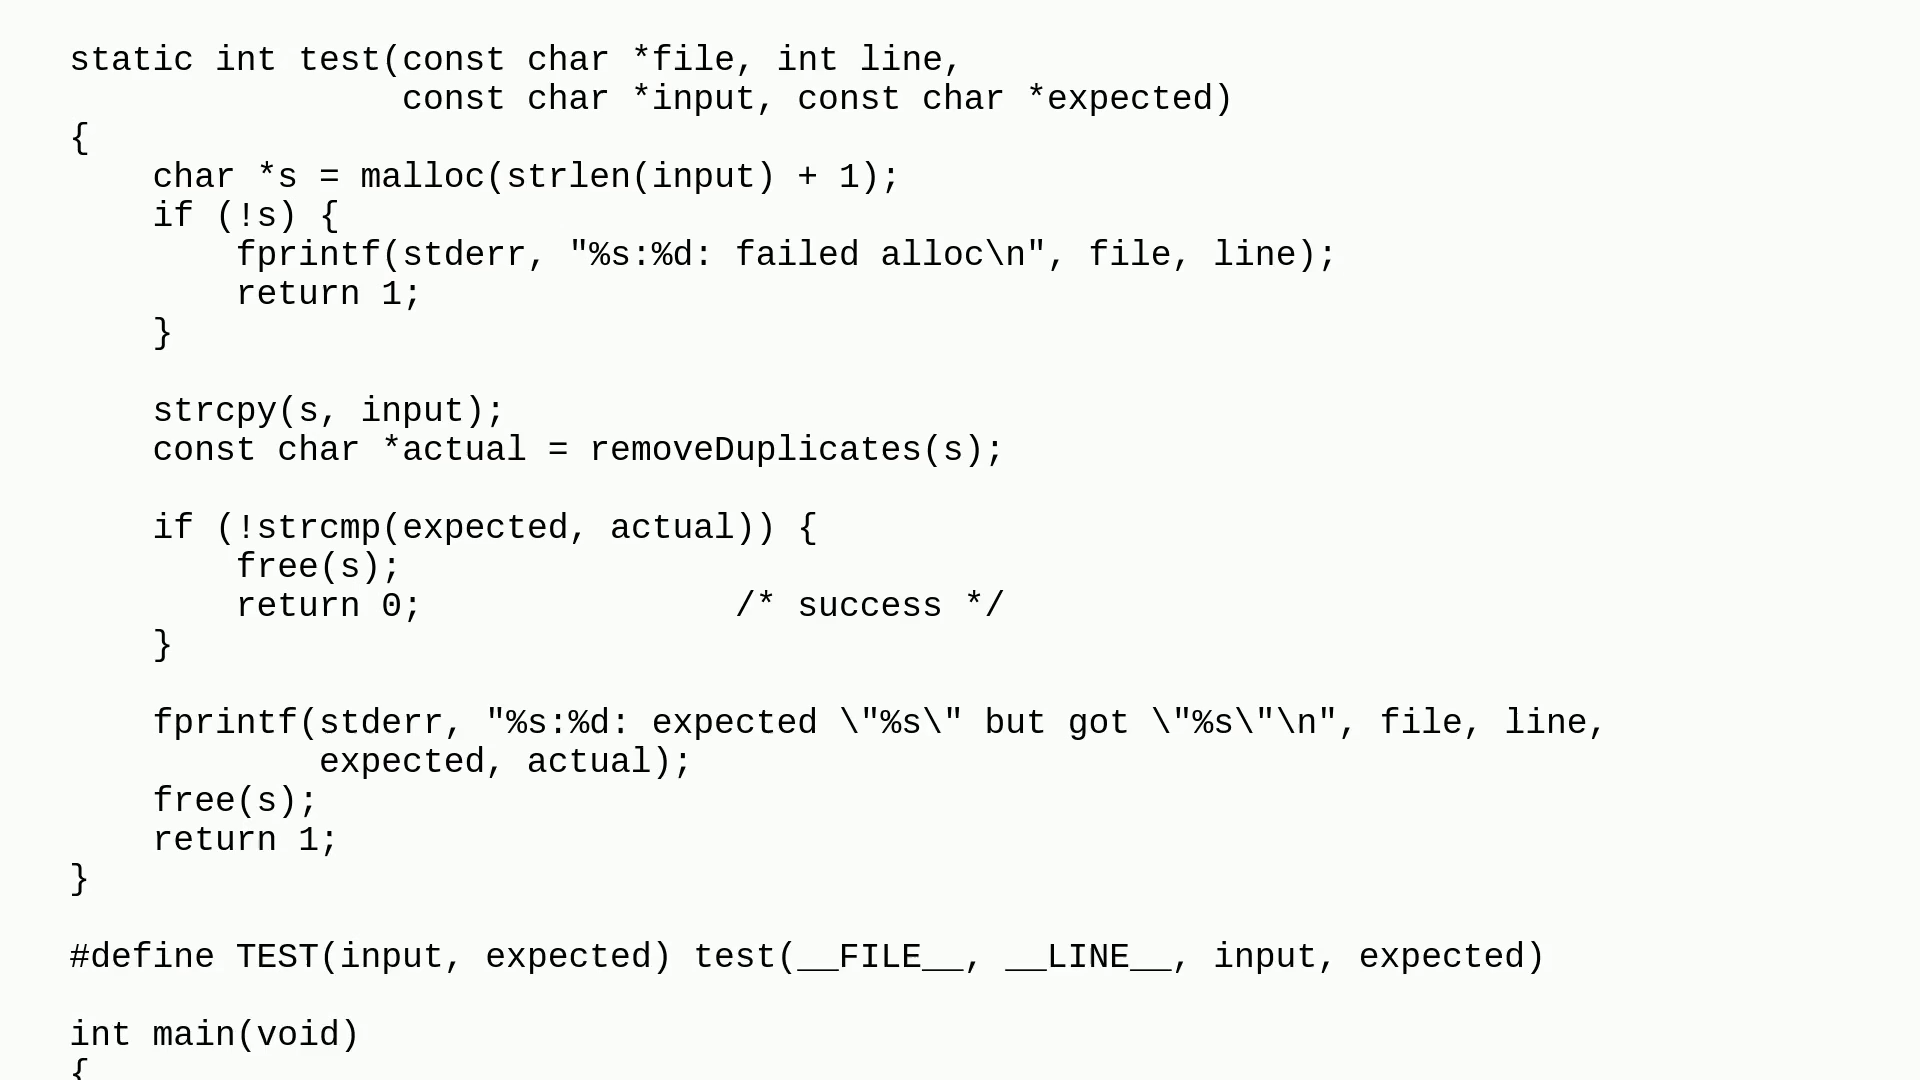 static int test(const char *file, int line,
                const char *input, const char *expected)
{
    char *s = malloc(strlen(input) + 1);
    if (!s) {
        fprintf(stderr, "%s:%d: failed alloc\n", file, line);
        return 1;
    }

    strcpy(s, input);
    const char *actual = removeDuplicates(s);

    if (!strcmp(expected, actual)) {
        free(s);
        return 0;               /* success */
    }

    fprintf(stderr, "%s:%d: expected \"%s\" but got \"%s\"\n", file, line,
            expected, actual);
    free(s);
    return 1;
}

#define TEST(input, expected) test(__FILE__, __LINE__, input, expected)

int main(void)
{